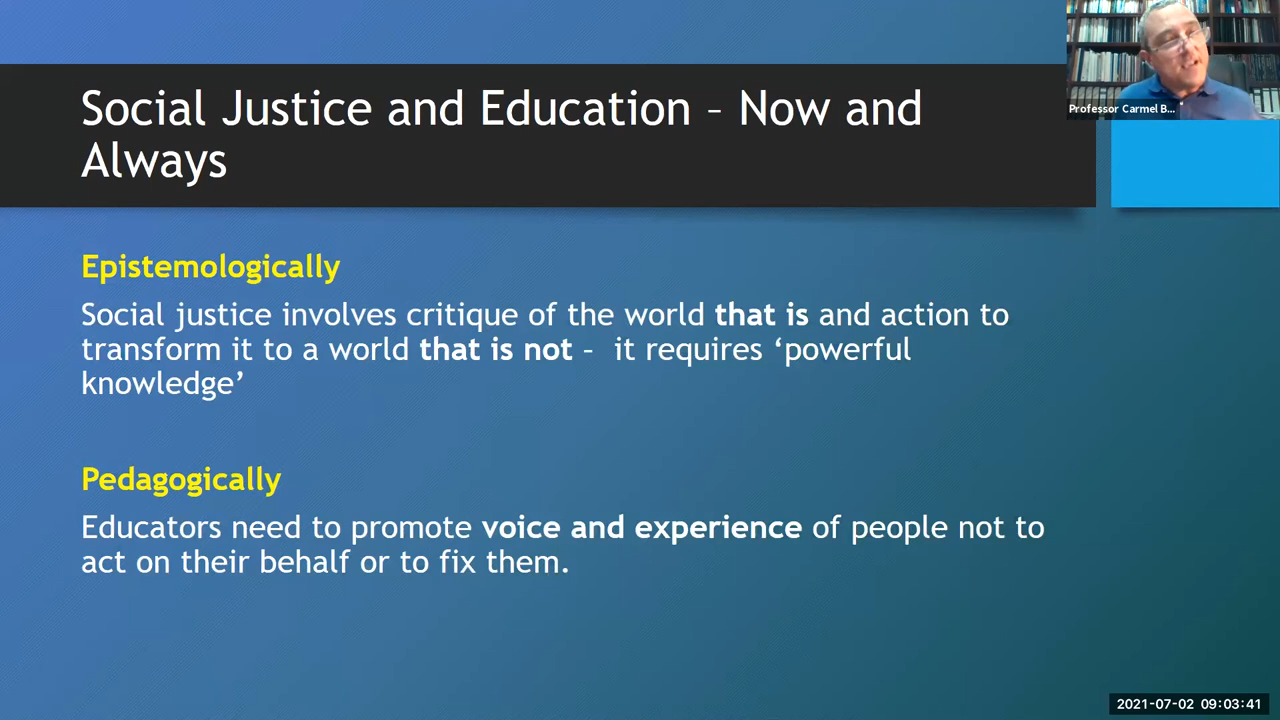 Social Justice and Education – Now and
Always
Professor Carmel B...
Epistemologically
Social justice involves critique of the world that is and action to
transform it to a world that is not – it requires ‘powerful
knowledge’
Pedagogically
Educators need to promote voice and experience of people not to
act on their behalf or to fix them.
2021-07-02 09:03:41